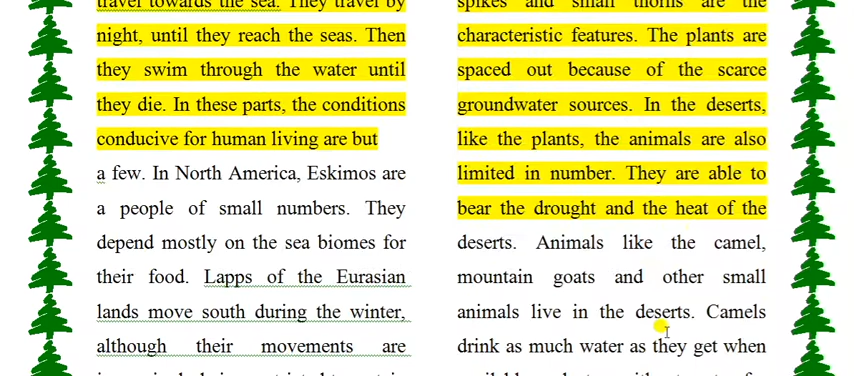 travel towards the sea. They travel by
night, until they reach the seas. Then
they swim through the water until
they die. In these parts, the conditions
conducive for human living are but
a few. In North America, Eskimos are
a people of small numbers. They
depend mostly on the sea biomes for
their food. Lapps of the Eurasian
lands move south during the winter,
although their movements are
spikes and small thorns are the
characteristic features. The plants are
spaced out because of the scarce
groundwater sources. In the deserts,
like the plants, the animals are also
limited in number. They are able to
bear the drought and the heat of the
deserts. Animals like the camel,
mountain goats and other small
animals live in the deserts. Camels
drink as much water as they get when